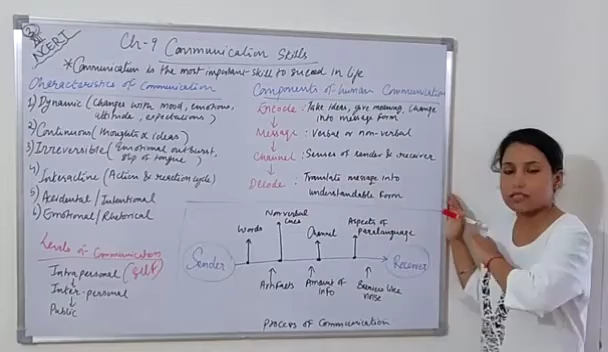 NCERT
Ch-9 Communication Skills
*Communication is the most important skill to succeed in life
Characteristics of Communication
1) Dynamic (Changes with mood, emotions,
attitude, expectations)
2) Continuous (thoughts & ideas)
3) Irreversible (Emotional outburst,
slip of tongue)
4) Interactive (Action & reaction cycle)
5) Accidental / Intentional
6) Emotional / Rhetorical
Levels of Communication
Intrapersonal (Self)
↓
Inter-personal
↓
Public
Components of human Communication
Encode : Take ideas, give meaning, change
into message form
↓
Message : Verbal or non-verbal
↓
Channel : Senses of sender & receiver
↓
Decode : Translate message into
understandable form
Sender
Words
Non verbal
cues
Channel
Aspects of
Paralanguage
Receiver
Artifacts
Amount of
info
Barriers like
noise
Process of Communication